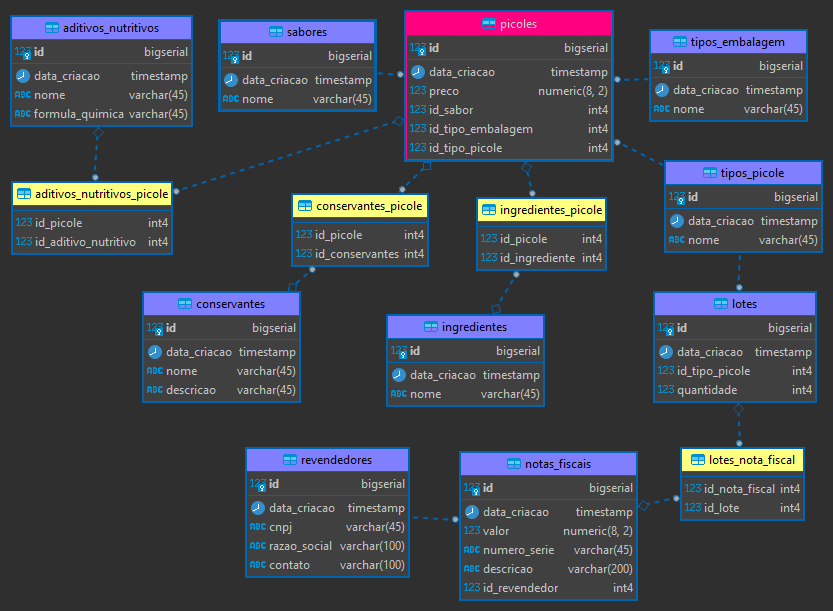 aditivos_nutritivos
123 id bigserial
data_criacao timestamp
ABC nome varchar(45)
ABC formula_quimica varchar(45)
sabores
123 id bigserial
data_criacao timestamp
ABC nome varchar(45)
picoles
123 id bigserial
data_criacao timestamp
123 preco numeric(8, 2)
123 id_sabor int4
123 id_tipo_embalagem int4
123 id_tipo_picole int4
tipos_embalagem
123 id bigserial
data_criacao timestamp
ABC nome varchar(45)
aditivos_nutritivos_picole
123 id_picole int4
123 id_aditivo_nutritivo int4
conservantes_picole
123 id_picole int4
123 id_conservantes int4
ingredientes_picole
123 id_picole int4
123 id_ingrediente int4
tipos_picole
123 id bigserial
data_criacao timestamp
ABC nome varchar(45)
conservantes
123 id bigserial
data_criacao timestamp
ABC nome varchar(45)
ABC descricao varchar(45)
ingredientes
123 id bigserial
data_criacao timestamp
ABC nome varchar(45)
lotes
123 id bigserial
data_criacao timestamp
123 id_tipo_picole int4
123 quantidade int4
revendedores
123 id bigserial
data_criacao timestamp
ABC cnpj varchar(45)
ABC razao_social varchar(100)
ABC contato varchar(100)
notas_fiscais
123 id bigserial
data_criacao timestamp
123 valor numeric(8, 2)
ABC numero_serie varchar(45)
ABC descricao varchar(200)
123 id_revendedor int4
lotes_nota_fiscal
123 id_nota_fiscal int4
123 id_lote int4